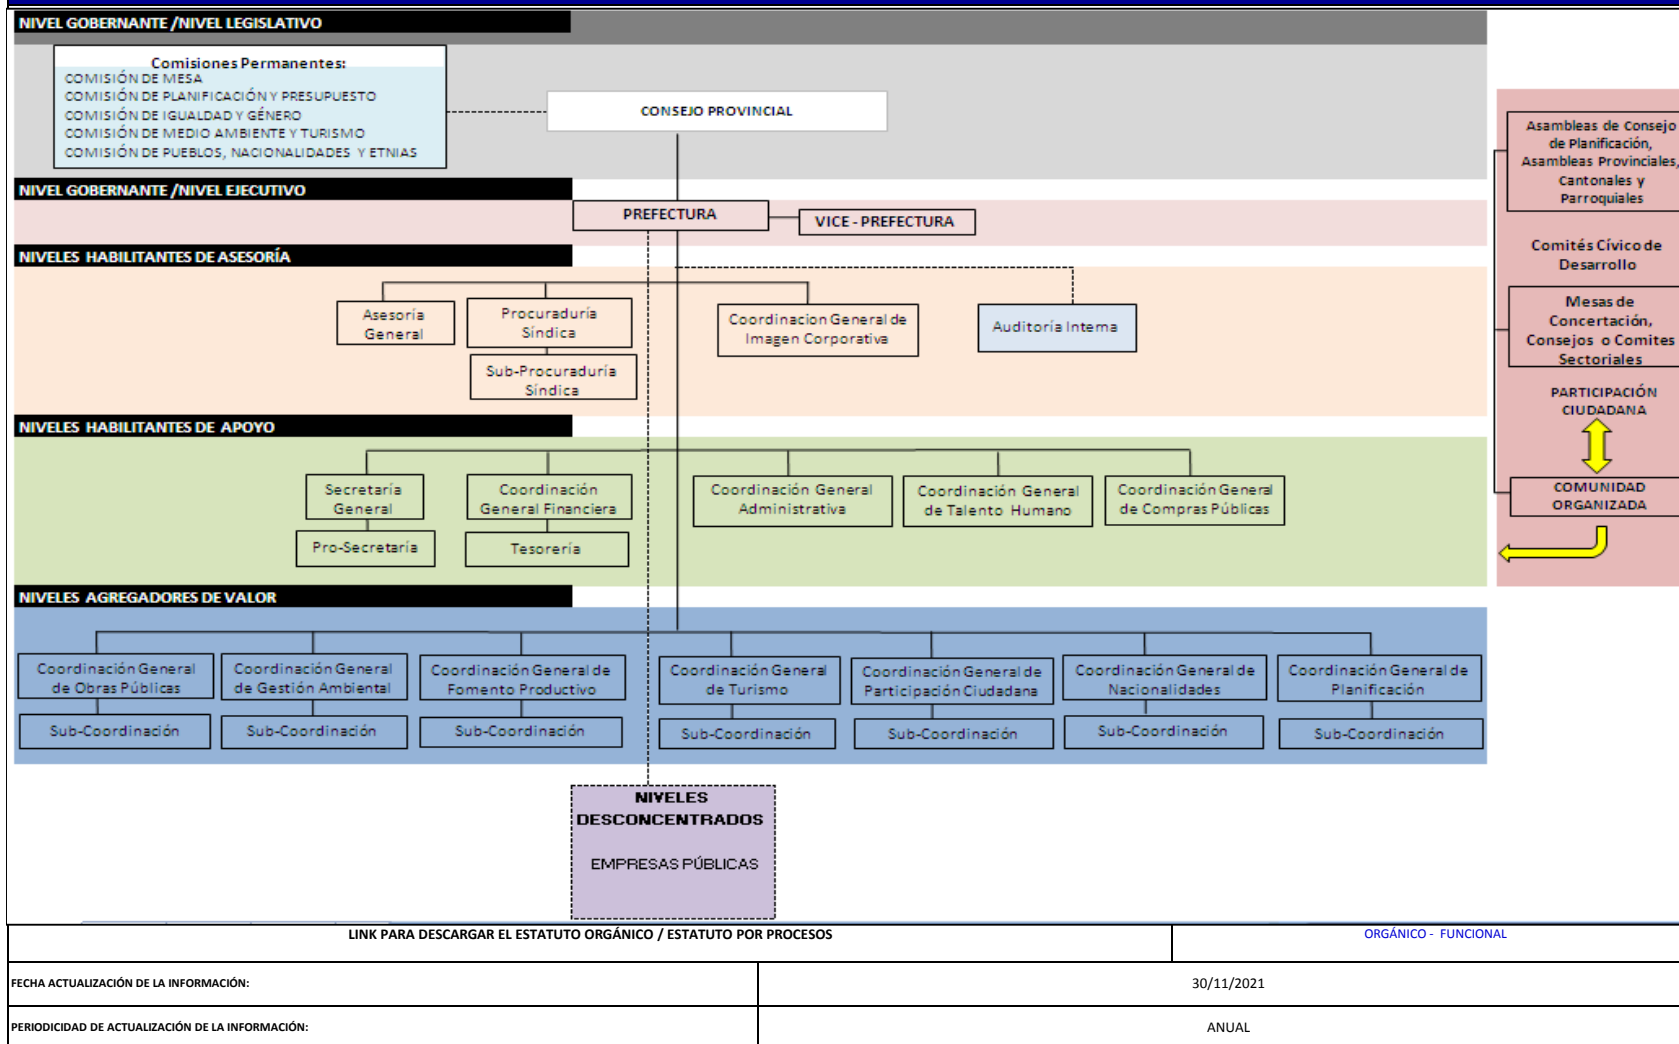 NIVEL GOBERNANTE /NIVEL LEGISLATIVO
Comisiones Permanentes:
COMISIÓN DE MESA
COMISIÓN DE PLANIFICACIÓN Y PRESUPUESTO
COMISIÓN DE IGUALDAD Y GÉNERO
COMISIÓN DE MEDIO AMBIENTE Y TURISMO
COMISIÓN DE PUEBLOS, NACIONALIDADES Y ETNIAS
CONSEJO PROVINCIAL
NIVEL GOBERNANTE /NIVEL EJECUTIVO
PREFECTURA
VICE - PREFECTURA
NIVELES HABILITANTES DE ASESORÍA
Asesoría
General
Procuraduría
Síndica
Sub-Procuraduría
Síndica
Coordinacion General de
Imagen Corporativa
Auditoría Interna
NIVELES HABILITANTES DE APOYO
Secretaría
General
Pro-Secretaría
Coordinación
General Financiera
Tesorería
Coordinación General
Administrativa
Coordinación General
de Talento Humano
Coordinación General
de Compras Públicas
NIVELES AGREGADORES DE VALOR
Coordinación General
de Obras Públicas
Sub-Coordinación
Coordinación General
de Gestión Ambiental
Sub-Coordinación
Coordinación General de
Fomento Productivo
Sub-Coordinación
Coordinación General
de Turismo
Sub-Coordinación
Coordinación General de
Participación Ciudadana
Sub-Coordinación
Coordinación General de
Nacionalidades
Sub-Coordinación
Coordinación General de
Planificación
Sub-Coordinación
NIVELES
DESCONCENTRADOS
EMPRESAS PÚBLICAS
Asambleas de Consejo
de Planificación,
Asambleas Provinciales,
Cantonales y
Parroquiales
Comités Cívico de
Desarrollo
Mesas de
Concertación,
Consejos o Comites
Sectoriales
PARTICIPACIÓN
CIUDADANA
COMUNIDAD
ORGANIZADA
LINK PARA DESCARGAR EL ESTATUTO ORGÁNICO / ESTATUTO POR PROCESOS
ORGÁNICO - FUNCIONAL
FECHA ACTUALIZACIÓN DE LA INFORMACIÓN:
30/11/2021
PERIODICIDAD DE ACTUALIZACIÓN DE LA INFORMACIÓN:
ANUAL